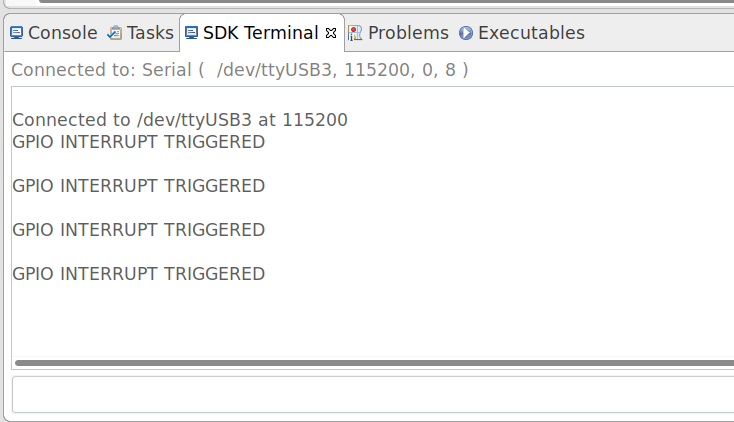 Console Tasks SDK Terminal Problems Executables
Connected to: Serial ( /dev/ttyUSB3, 115200, 0, 8 )
Connected to /dev/ttyUSB3 at 115200
GPIO INTERRUPT TRIGGERED
GPIO INTERRUPT TRIGGERED
GPIO INTERRUPT TRIGGERED
GPIO INTERRUPT TRIGGERED